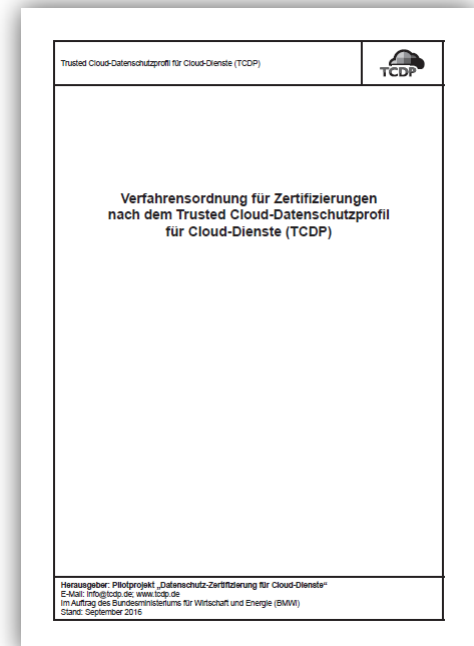 Trusted Cloud-Datenschutzprofil für Cloud-Dienste (TCDP)
TCDP
Verfahrensordnung für Zertifizierungen
nach dem Trusted Cloud-Datenschutzprofil
für Cloud-Dienste (TCDP)
Herausgeber: Pilotprojekt „Datenschutz-Zertifizierung für Cloud-Dienste“
E-Mail: info@tcdp.de; www.tcdp.de
Im Auftrag des Bundesministeriums für Wirtschaft und Energie (BMWi)
Stand: September 2016